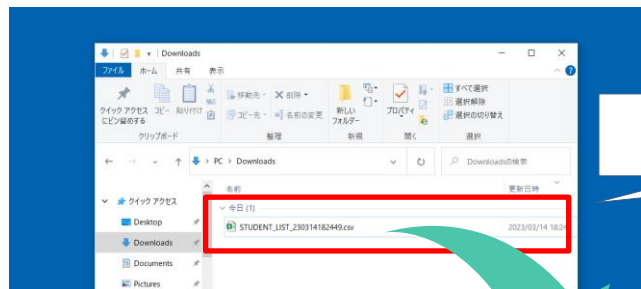 Downloads
ファイル ホーム 共有 表示
クイック アクセスにピン留めする
コピー
貼り付け
移動先
削除
コピー先
名前の変更
新しいフォルダー
プロパティ
すべて選択
選択解除
選択の切り替え
クリップボード 整理 新規 開く 選択
PC > Downloads
Downloadsの検索
名前 更新日時
クイック アクセス
今日 (1)
Desktop
STUDENT_LIST_230314182449.csv 2023/03/14 18:24
Downloads
Documents
Pictures